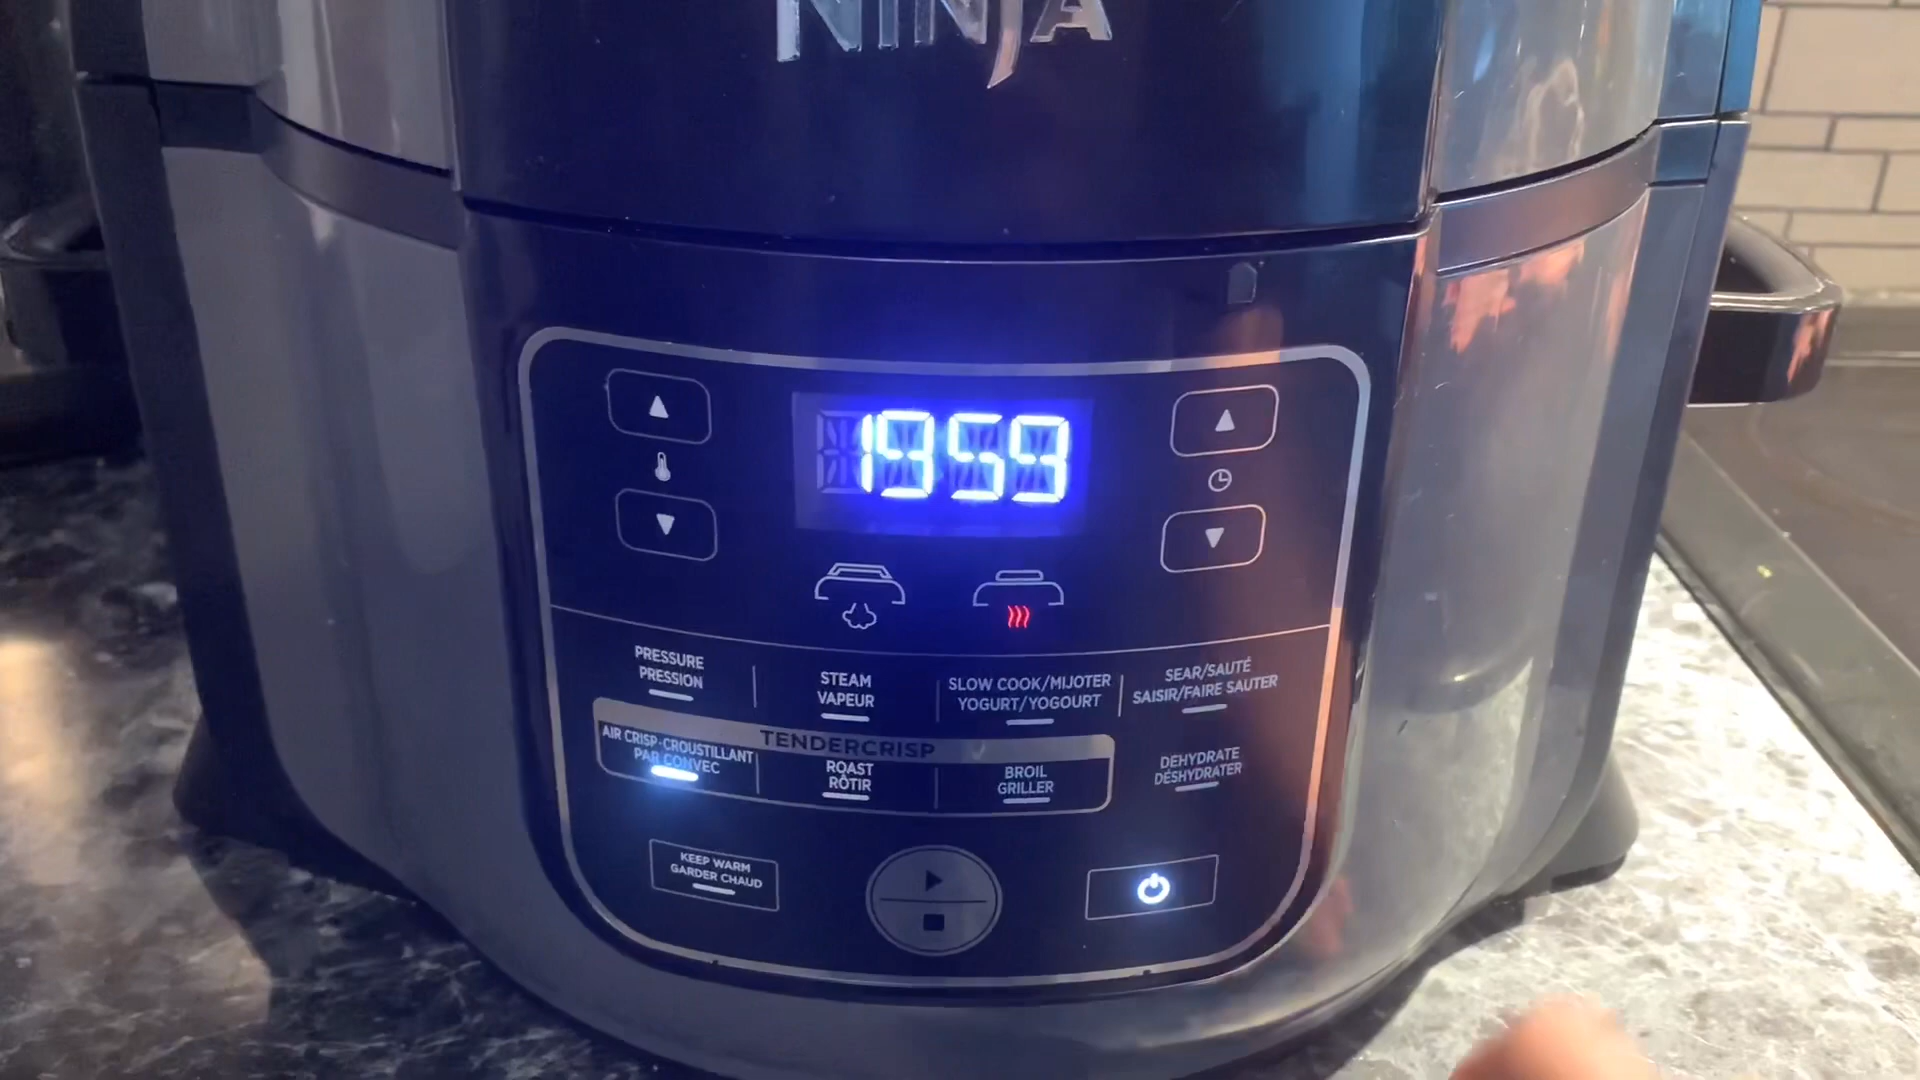 NINJA
1959
PRESSURE
PRESSION
STEAM
VAPEUR
SLOW COOK/MIJOTER
YOGURT/YOGOURT
SEAR/SAUTÉ
SAISIR/FAIRE SAUTER
TENDERCRISP
AIR CRISP·CROUSTILLANT
PAR CONVEC
ROAST
RÔTIR
BROIL
GRILLER
DEHYDRATE
DÉSHYDRATER
KEEP WARM
GARDER CHAUD